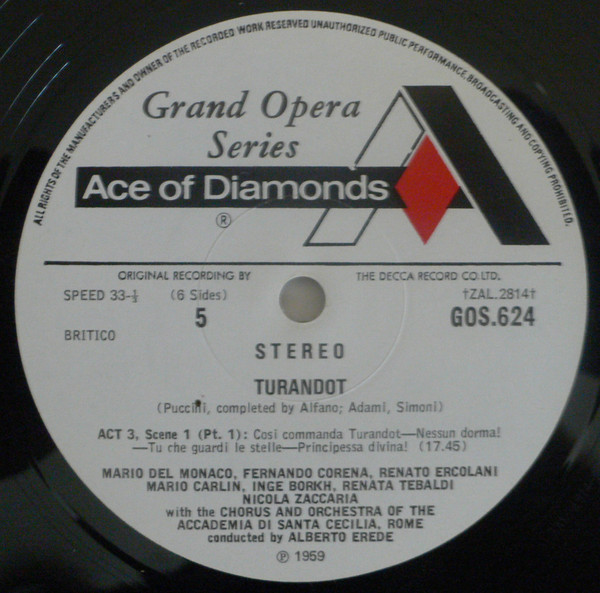 ALL RIGHTS OF THE MANUFACTURERS AND OWNER OF THE RECORDED WORK RESERVED UNAUTHORIZED PUBLIC PERFORMANCE, BROADCASTING AND COPYING PROHIBITED.
Grand Opera
Series
Ace of Diamonds
®
ORIGINAL RECORDING BY THE DECCA RECORD CO. LTD.
SPEED 33-⅓ (6 Sides) †ZAL.2814†
5 GOS.624
BRITICO
STEREO
TURANDOT
(Puccini, completed by Alfano; Adami, Simoni)
ACT 3, Scene 1 (Pt. 1): Cosi commanda Turandot—Nessun dorma!
—Tu che guardi le stelle—Principessa divina! (17.45)
MARIO DEL MONACO, FERNANDO CORENA, RENATO ERCOLANI
MARIO CARLIN, INGE BORKH, RENATA TEBALDI
NICOLA ZACCARIA
with the CHORUS AND ORCHESTRA OF THE
ACCADEMIA DI SANTA CECILIA, ROME
conducted by ALBERTO EREDE
℗ 1959